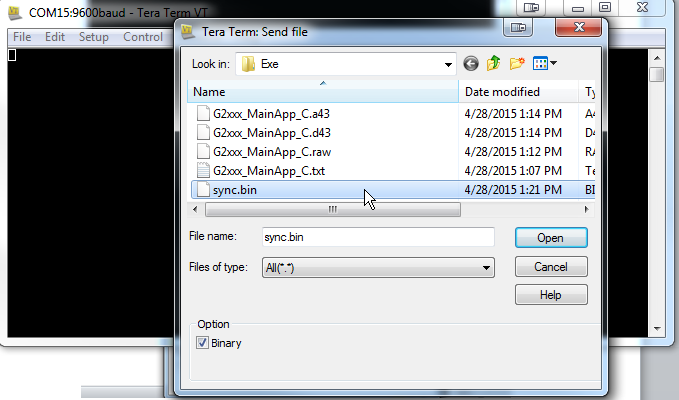 COM15:9600baud - Tera Term VT
File Edit Setup Control
Tera Term: Send file
Look in: Exe
Name Date modified Ty
G2xxx_MainApp_C.a43 4/28/2015 1:14 PM A4
G2xxx_MainApp_C.d43 4/28/2015 1:14 PM D4
G2xxx_MainApp_C.raw 4/28/2015 1:12 PM RA
G2xxx_MainApp_C.txt 4/28/2015 1:07 PM Te
sync.bin 4/28/2015 1:21 PM BI
File name: sync.bin Open
Files of type: All(*.*) Cancel
Help
Option
Binary